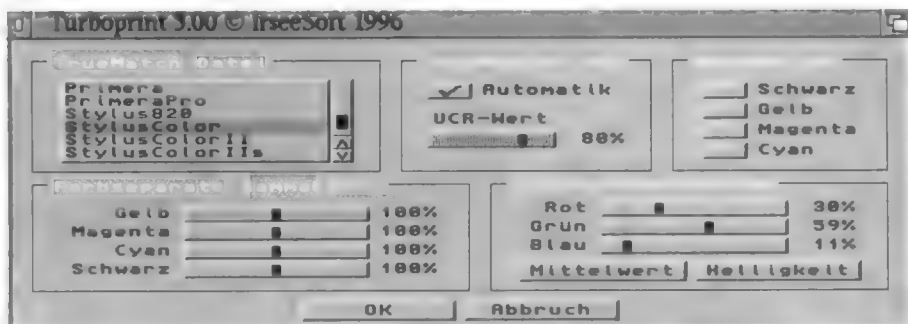 Turboprint 5.00 © IrseeSoft 1996
TrueMatch Datei
Primera
PrimeraPro
Stylus820
StylusColor
StylusColorII
StylusColorIIs
Automatik
UCR-Wert
80%
Schwarz
Gelb
Magenta
Cyan
Gelb 100%
Magenta 100%
Cyan 100%
Schwarz 100%
Rot 30%
Grün 59%
Blau 11%
Mittelwert Helligkeit
OK Abbruch